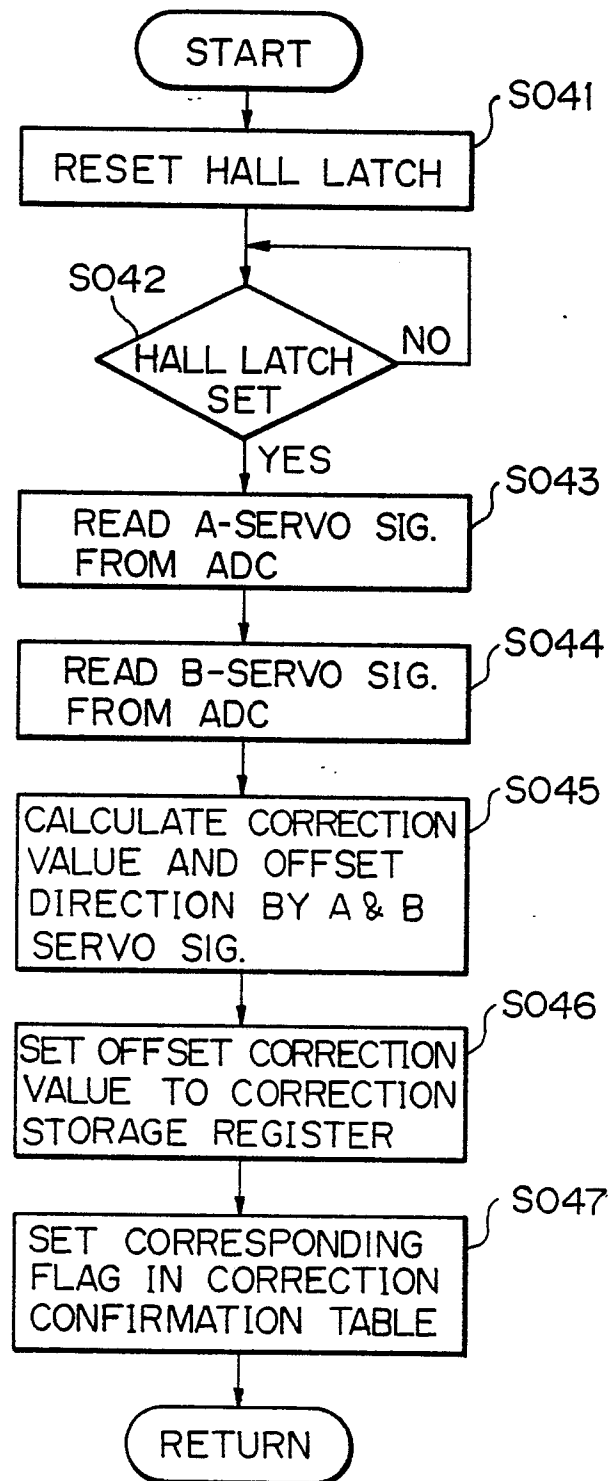 START
S041
RESET HALL LATCH
S042
HALL LATCH
SET
NO
YES
S043
READ A-SERVO SIG.
FROM ADC
S044
READ B-SERVO SIG.
FROM ADC
S045
CALCULATE CORRECTION
VALUE AND OFFSET
DIRECTION BY A & B
SERVO SIG.
S046
SET OFFSET CORRECTION
VALUE TO CORRECTION
STORAGE REGISTER
S047
SET CORRESPONDING
FLAG IN CORRECTION
CONFIRMATION TABLE
RETURN